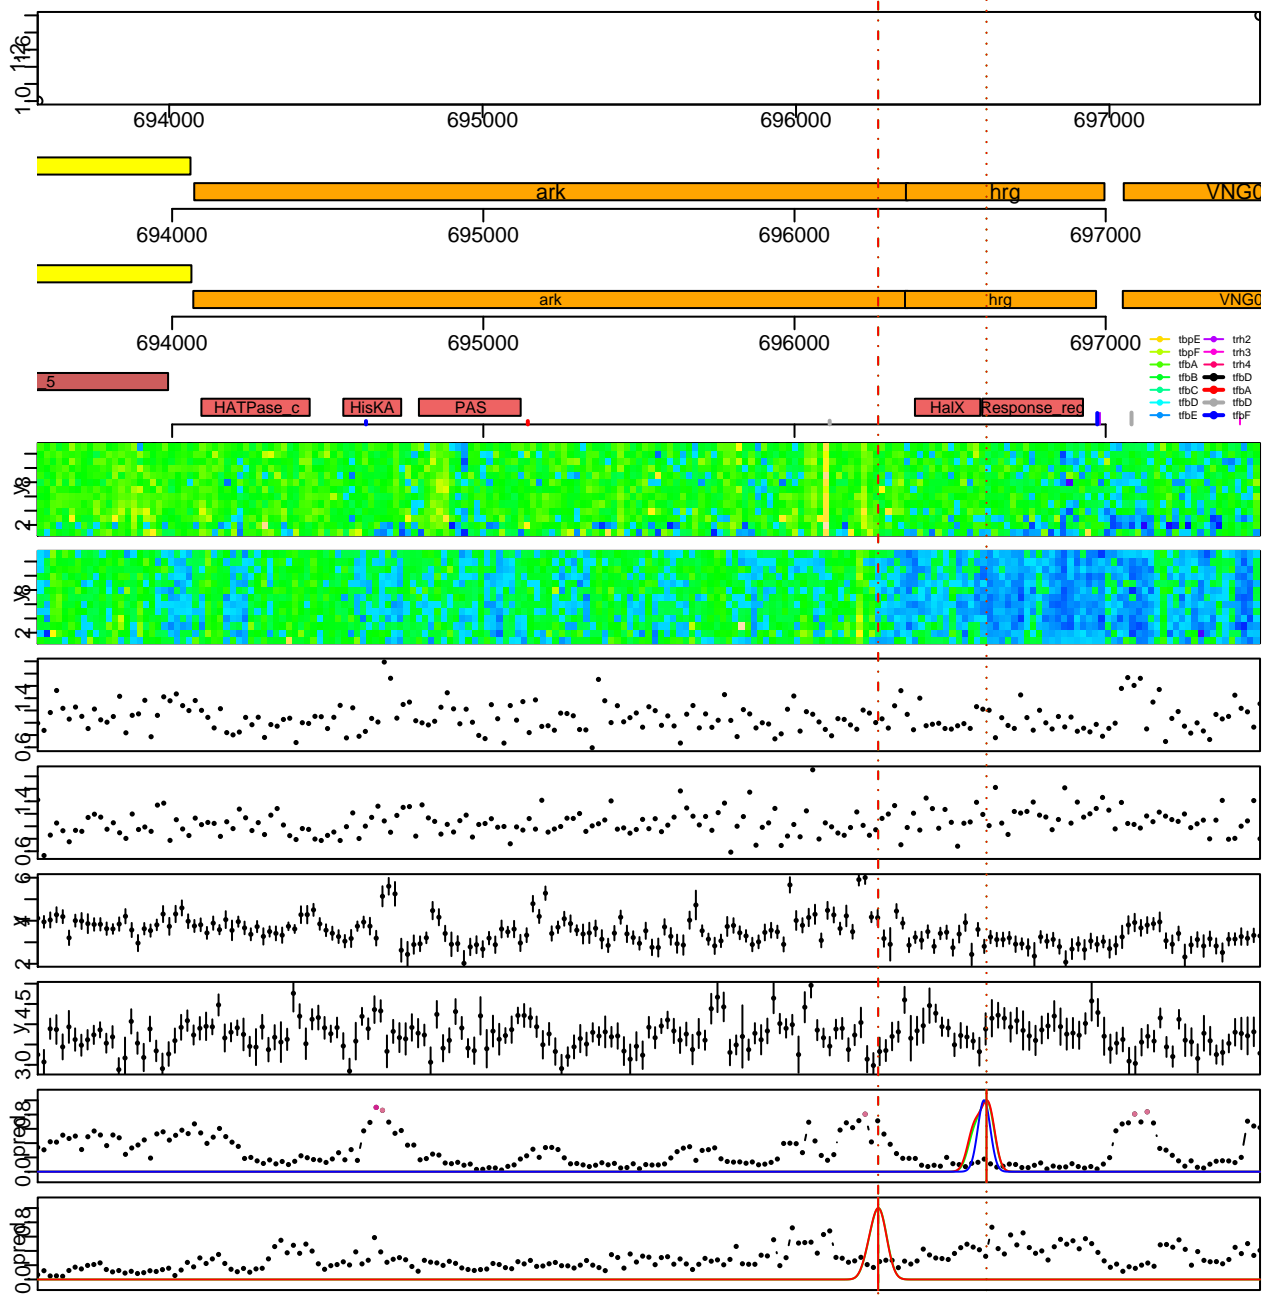 1.0 1.26
694000 695000 696000 697000
ark hrg VNG0
694000 695000 696000 697000
ark hrg VNG0
694000 695000 696000 697000
tbpE trh2
tbpF trh3
tfbA trh4
tfbB tfbD
tfbC tfbA
tfbD tfbD
tfbE tfbF
_5
HATPase_c HisKA PAS HalX Response_reg
2 8
2 8
0.6 1.4
0.6 1.4
2 4 6
3.0 4.5
0.0 0.8
pred
0.0 0.8
pred